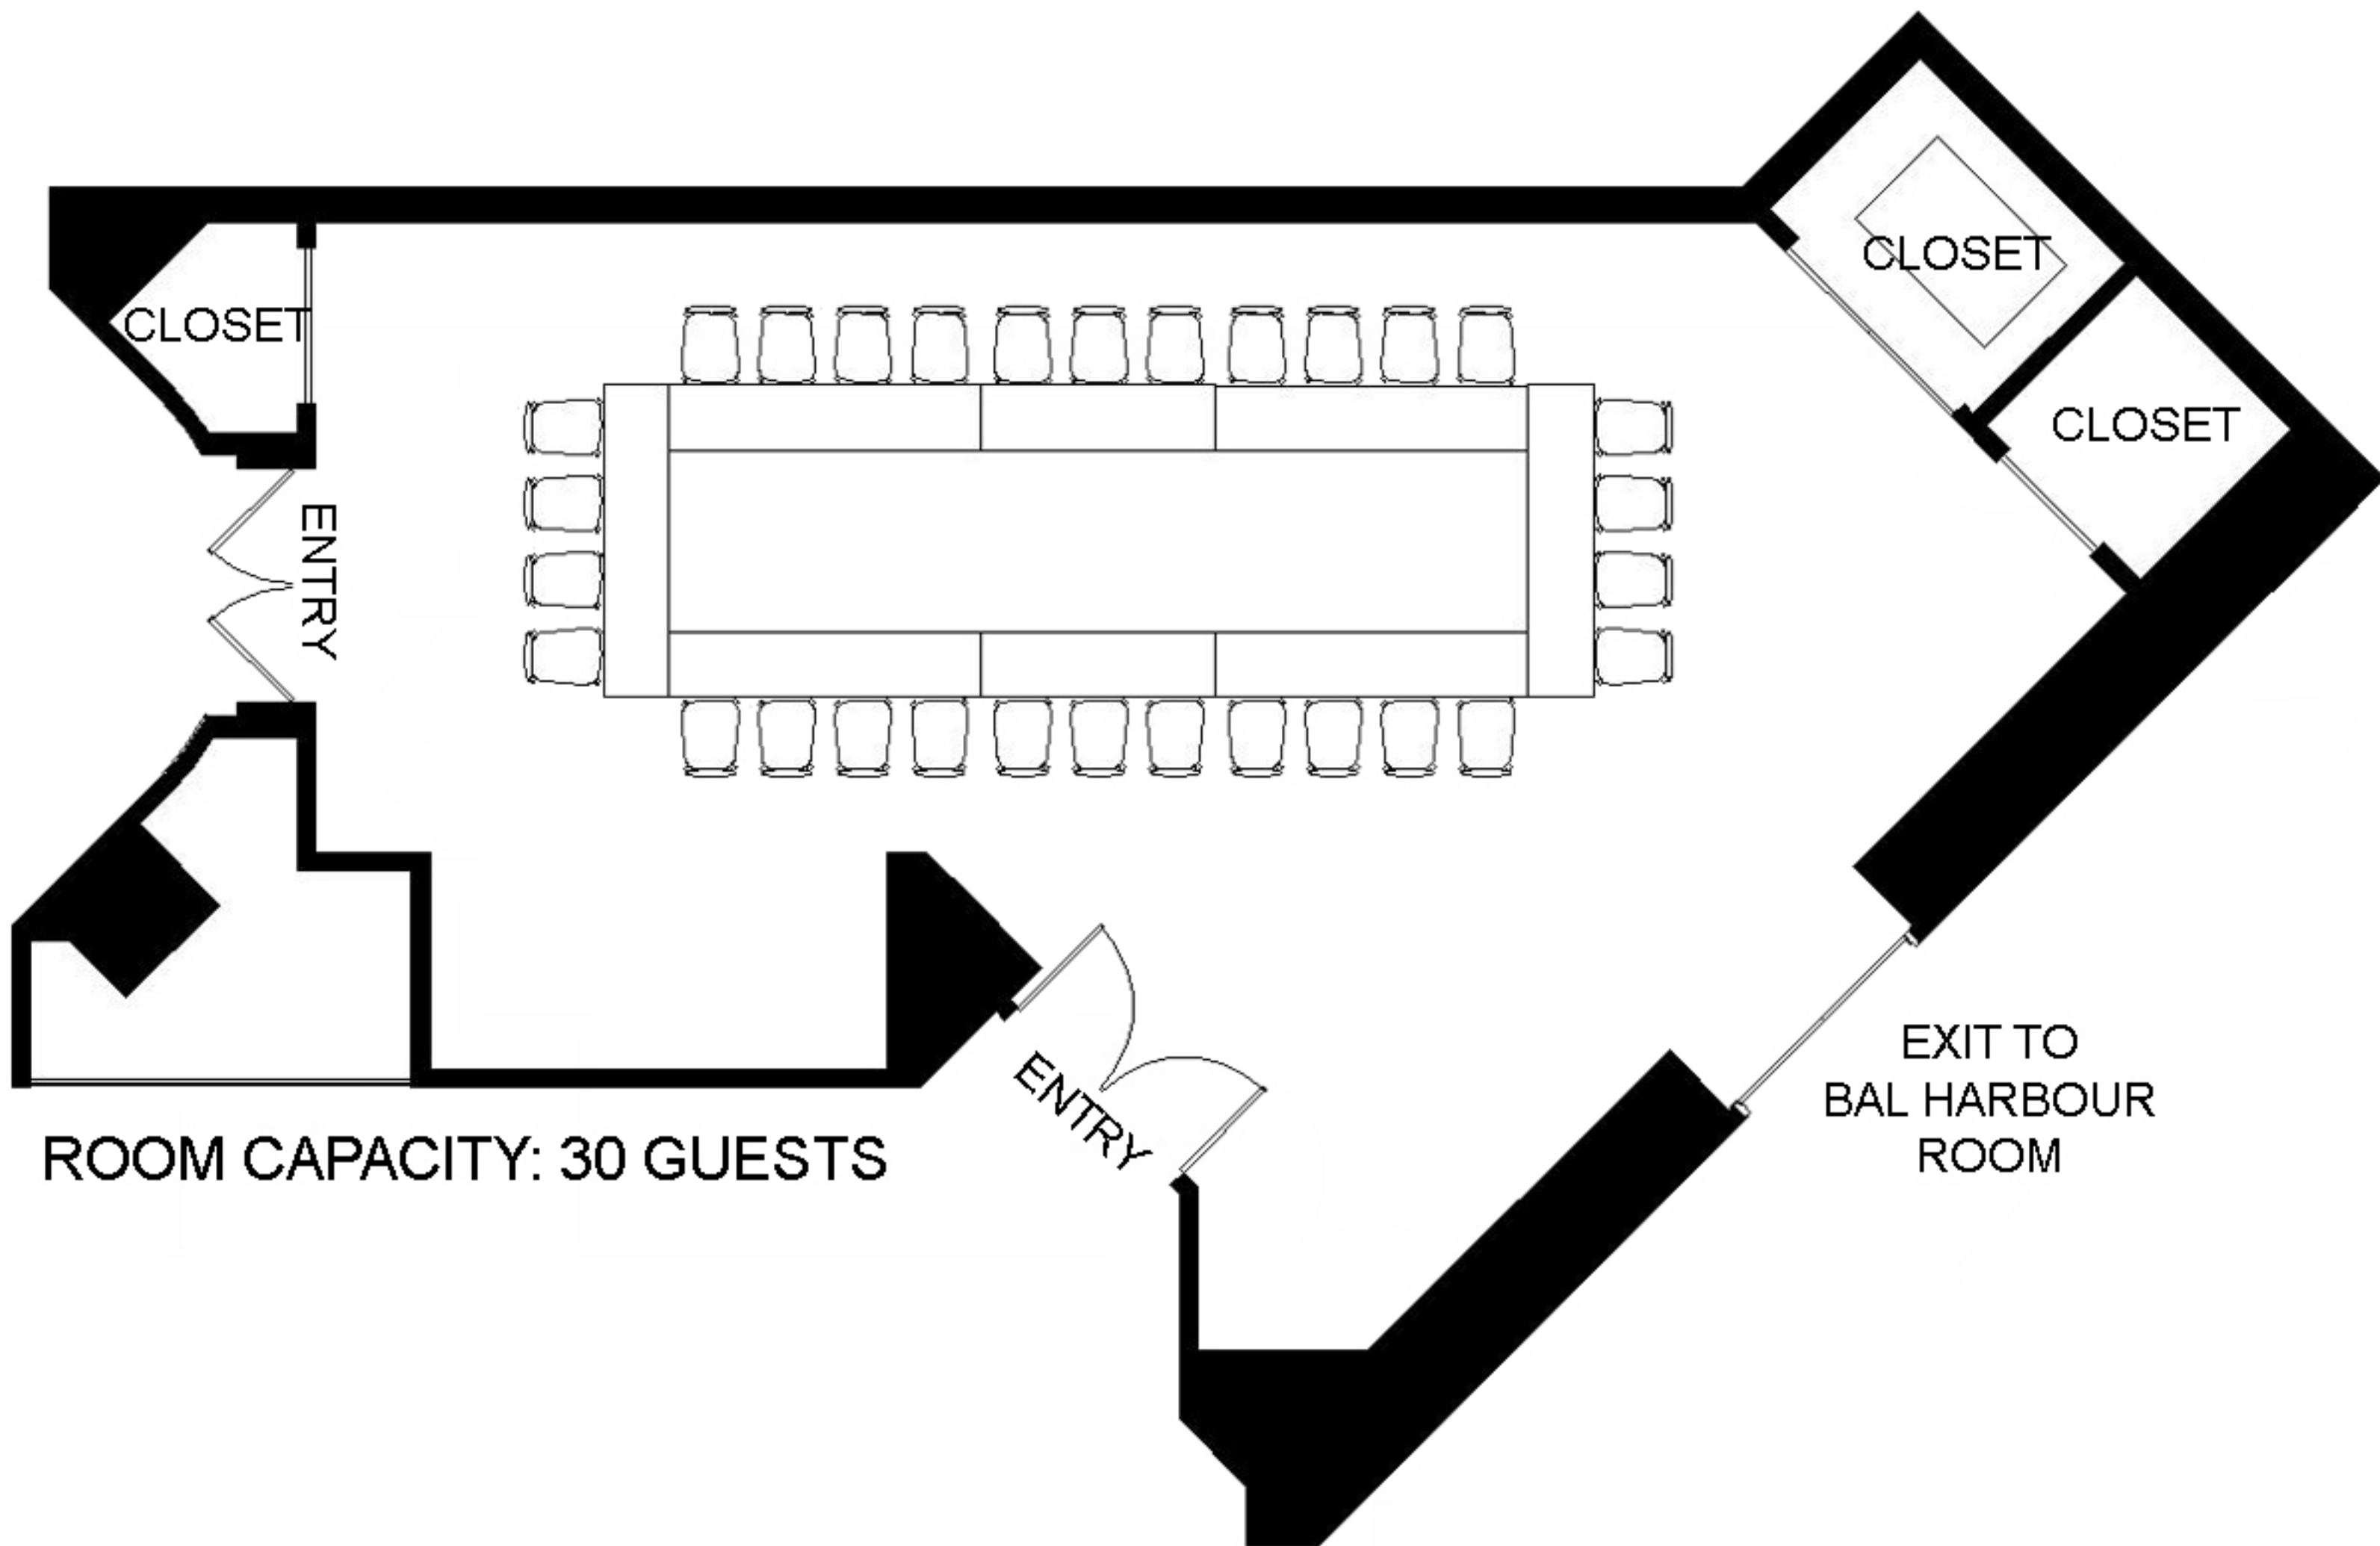 CLOSET
CLOSET
CLOSET
ENTRY
ENTRY
EXIT TO
BAL HARBOUR
ROOM
ROOM CAPACITY: 30 GUESTS